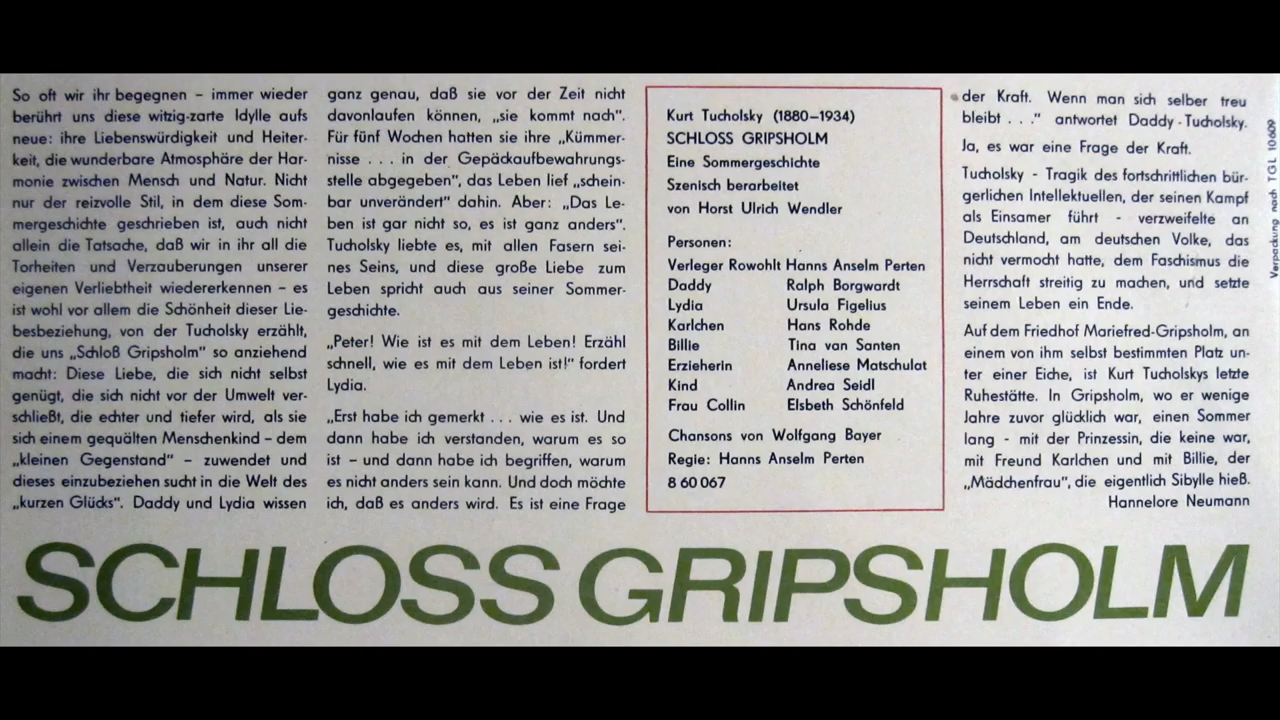 So oft wir ihr begegnen – immer wieder
berührt uns diese witzig-zarte Idylle aufs
neue: ihre Liebenswürdigkeit und Heiter-
keit, die wunderbare Atmosphäre der Har-
monie zwischen Mensch und Natur. Nicht
nur der reizvolle Stil, in dem diese Som-
mergeschichte geschrieben ist, auch nicht
allein die Tatsache, daß wir in ihr all die
Torheiten und Verzauberungen unserer
eigenen Verliebtheit wiedererkennen – es
ist wohl vor allem die Schönheit dieser Lie-
besbeziehung, von der Tucholsky erzählt,
die uns „Schloß Gripsholm" so anziehend
macht: Diese Liebe, die sich nicht selbst
genügt, die sich nicht vor der Umwelt ver-
schließt, die echter und tiefer wird, als sie
sich einem gequälten Menschenkind – dem
„kleinen Gegenstand" – zuwendet und
dieses einzubeziehen sucht in die Welt des
„kurzen Glücks". Daddy und Lydia wissen
ganz genau, daß sie vor der Zeit nicht
davonlaufen können, „sie kommt nach".
Für fünf Wochen hatten sie ihre „Kümmer-
nisse . . . in der Gepäckaufbewahrungs-
stelle abgegeben", das Leben lief „schein-
bar unverändert" dahin. Aber: „Das Le-
ben ist gar nicht so, es ist ganz anders".
Tucholsky liebte es, mit allen Fasern sei-
nes Seins, und diese große Liebe zum
Leben spricht auch aus seiner Sommer-
geschichte.
„Peter! Wie ist es mit dem Leben! Erzähl
schnell, wie es mit dem Leben ist!" fordert
Lydia.
„Erst habe ich gemerkt . . . wie es ist. Und
dann habe ich verstanden, warum es so
ist – und dann habe ich begriffen, warum
es nicht anders sein kann. Und doch möchte
ich, daß es anders wird. Es ist eine Frage
Kurt Tucholsky (1880–1934)
SCHLOSS GRIPSHOLM
Eine Sommergeschichte
Szenisch berarbeitet
von Horst Ulrich Wendler
Personen:
Verleger Rowohlt Hanns Anselm Perten
Daddy Ralph Borgwardt
Lydia Ursula Figelius
Karlchen Hans Rohde
Billie Tina van Santen
Erzieherin Anneliese Matschulat
Kind Andrea Seidl
Frau Collin Elsbeth Schönfeld
Chansons von Wolfgang Bayer
Regie: Hanns Anselm Perten
8 60 067
der Kraft. Wenn man sich selber treu
bleibt . . ." antwortet Daddy - Tucholsky.
Ja, es war eine Frage der Kraft.
Tucholsky - Tragik des fortschrittlichen bür-
gerlichen Intellektuellen, der seinen Kampf
als Einsamer führt - verzweifelte an
Deutschland, am deutschen Volke, das
nicht vermocht hatte, dem Faschismus die
Herrschaft streitig zu machen, und setzte
seinem Leben ein Ende.
Auf dem Friedhof Mariefred-Gripsholm, an
einem von ihm selbst bestimmten Platz un-
ter einer Eiche, ist Kurt Tucholskys letzte
Ruhestätte. In Gripsholm, wo er wenige
Jahre zuvor glücklich war, einen Sommer
lang - mit der Prinzessin, die keine war,
mit Freund Karlchen und mit Billie, der
„Mädchenfrau", die eigentlich Sibylle hieß.
Hannelore Neumann
Verpackung nach TGL 10609
SCHLOSS GRIPSHOLM